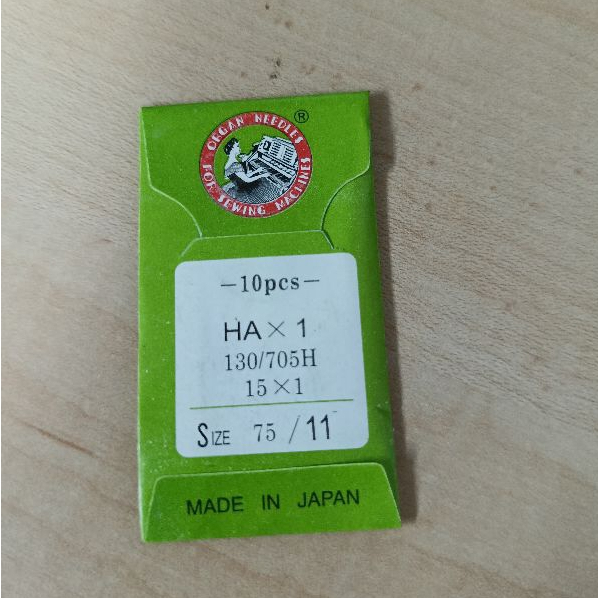 ORGAN NEEDLES
FOR SEWING MACHINES
®
-10pcs-
HA×1
130/705H
15×1
SIZE 75/11
MADE IN JAPAN